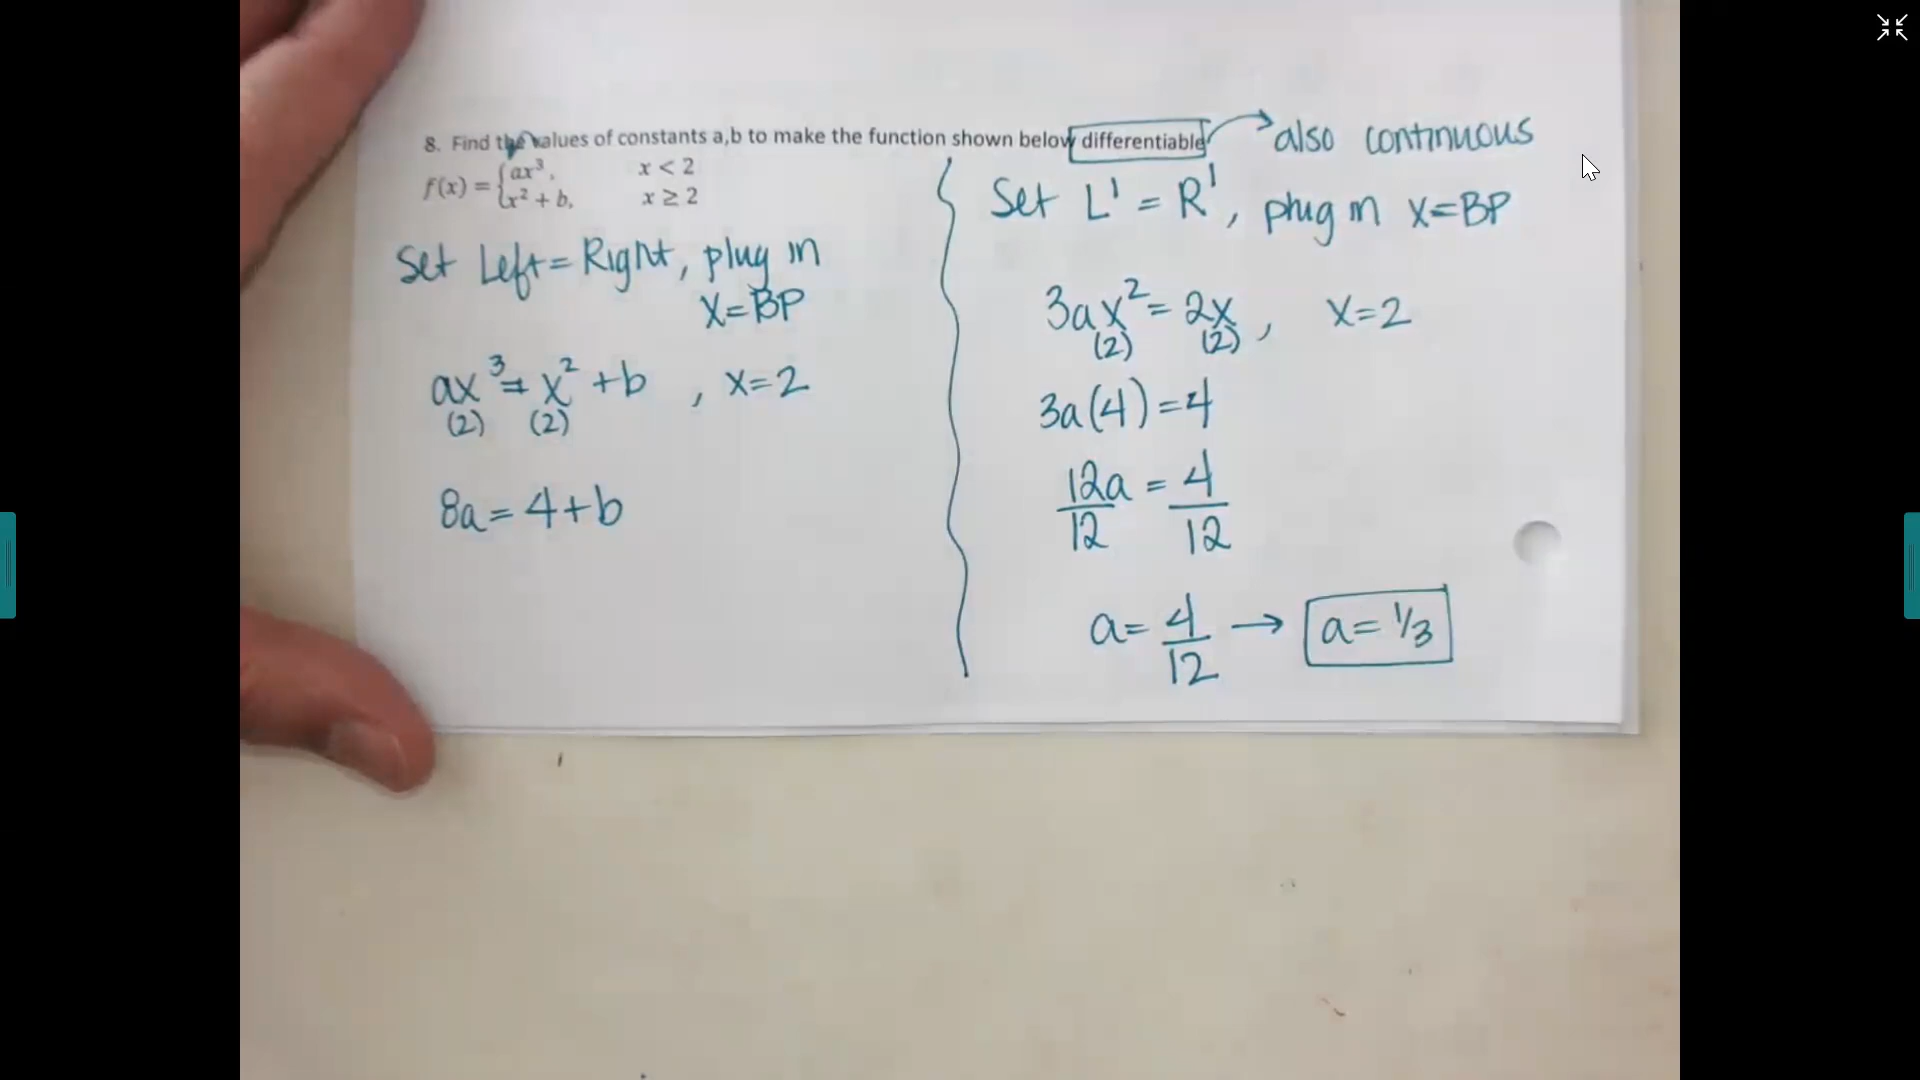 8. Find the values of constants a,b to make the function shown below differentiable
also continuous
f(x) = { ax³, x < 2
x² + b, x ≥ 2
Set Left = Right, plug in
x=BP
ax³ = x² + b , x=2
(2) (2)
8a = 4+b
Set L' = R', plug in x=BP
3ax² = 2x , x=2
(2) (2)
3a(4) = 4
12a = 4
12 12
a = 4 → a = 1/3
12